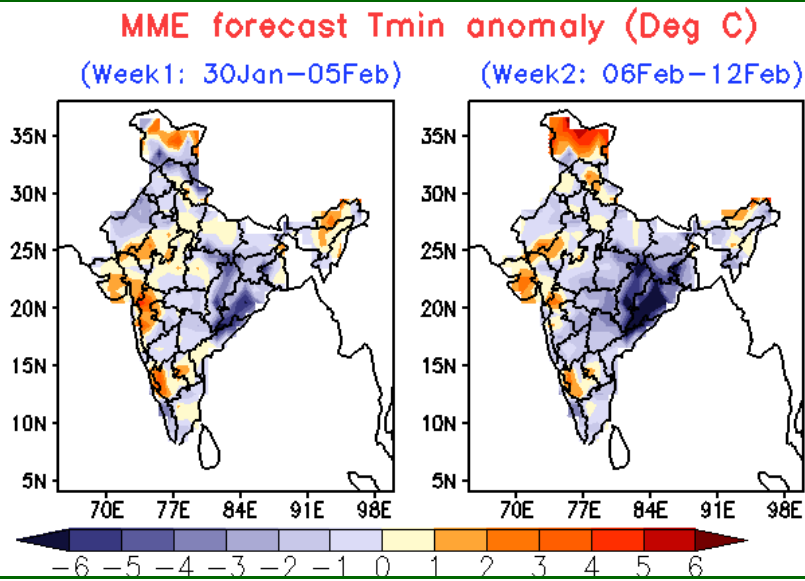 MME forecast Tmin anomaly (Deg C)
(Week1: 30Jan−05Feb)
(Week2: 06Feb−12Feb)
35N
30N
25N
20N
15N
10N
5N
70E 77E 84E 91E 98E
35N
30N
25N
20N
15N
10N
5N
70E 77E 84E 91E 98E
−6 −5 −4 −3 −2 −1 0 1 2 3 4 5 6